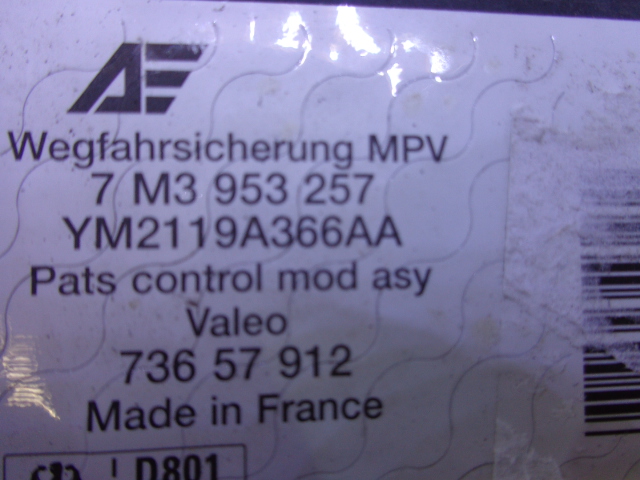 AE
Wegfahrsicherung MPV
7 M3 953 257
YM2119A366AA
Pats control mod asy
Valeo
736 57 912
Made in France
D801